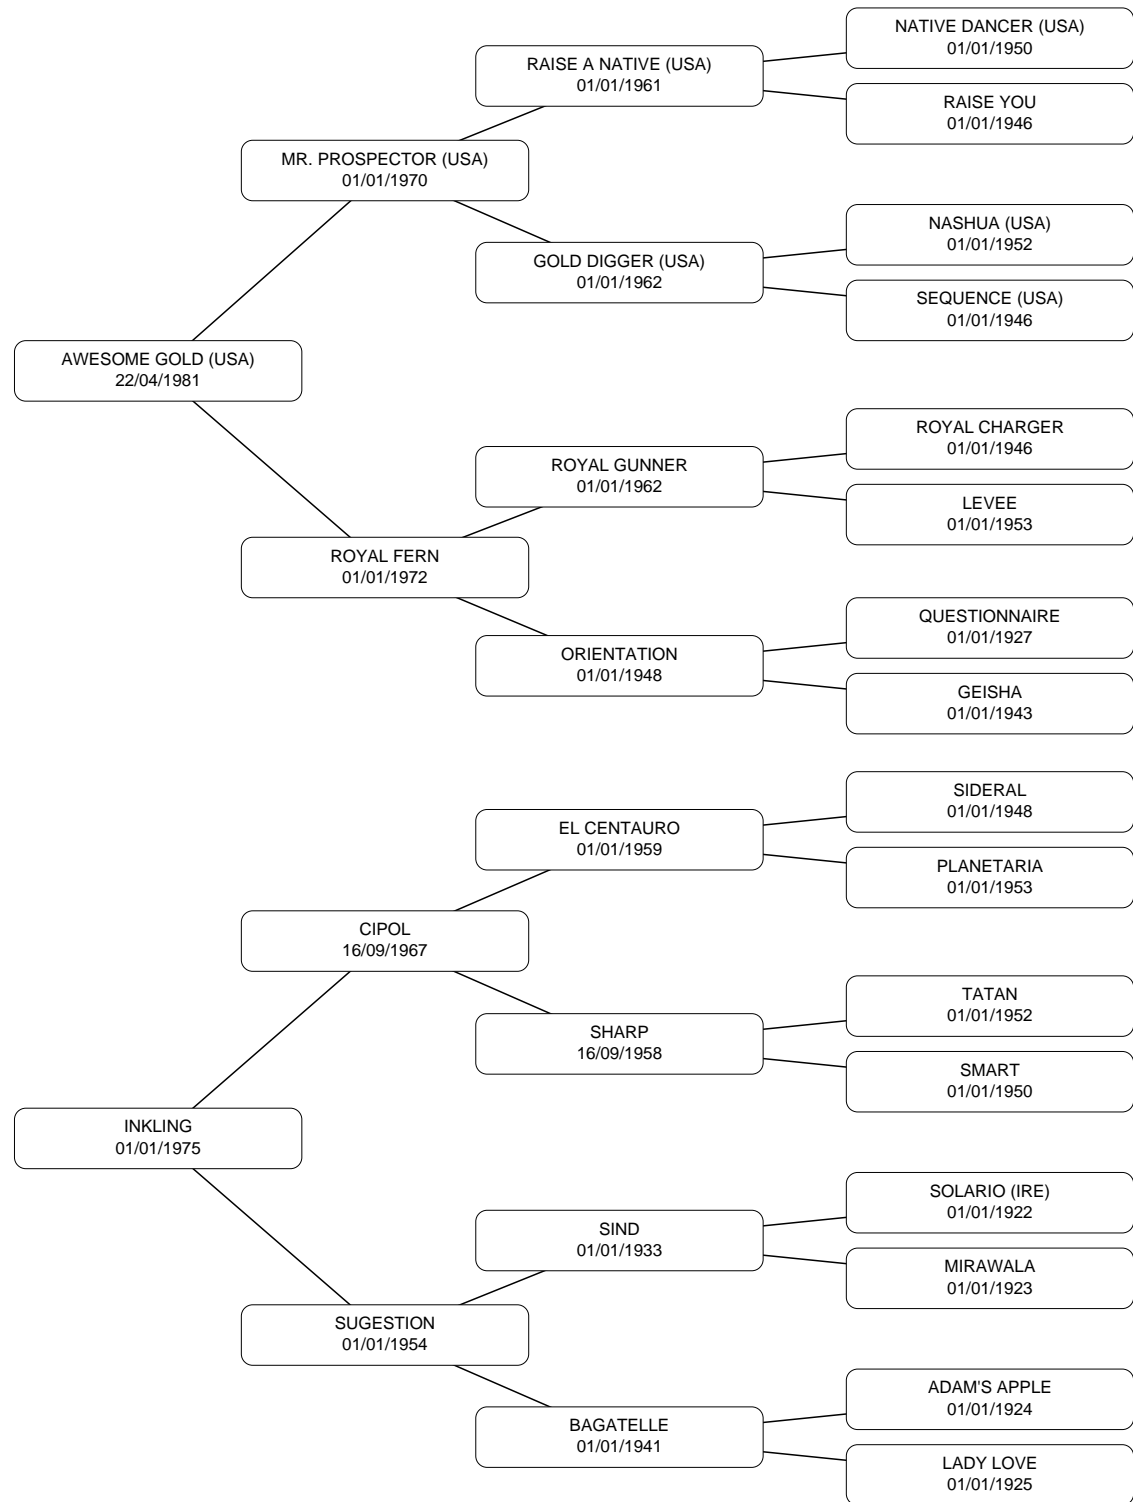 NATIVE DANCER (USA)
01/01/1950
RAISE A NATIVE (USA)
01/01/1961
RAISE YOU
01/01/1946
MR. PROSPECTOR (USA)
01/01/1970
NASHUA (USA)
01/01/1952
GOLD DIGGER (USA)
01/01/1962
SEQUENCE (USA)
01/01/1946
AWESOME GOLD (USA)
22/04/1981
ROYAL CHARGER
01/01/1946
ROYAL GUNNER
01/01/1962
LEVEE
01/01/1953
ROYAL FERN
01/01/1972
QUESTIONNAIRE
01/01/1927
ORIENTATION
01/01/1948
GEISHA
01/01/1943
SIDERAL
01/01/1948
EL CENTAURO
01/01/1959
PLANETARIA
01/01/1953
CIPOL
16/09/1967
TATAN
01/01/1952
SHARP
16/09/1958
SMART
01/01/1950
INKLING
01/01/1975
SOLARIO (IRE)
01/01/1922
SIND
01/01/1933
MIRAWALA
01/01/1923
SUGESTION
01/01/1954
ADAM'S APPLE
01/01/1924
BAGATELLE
01/01/1941
LADY LOVE
01/01/1925